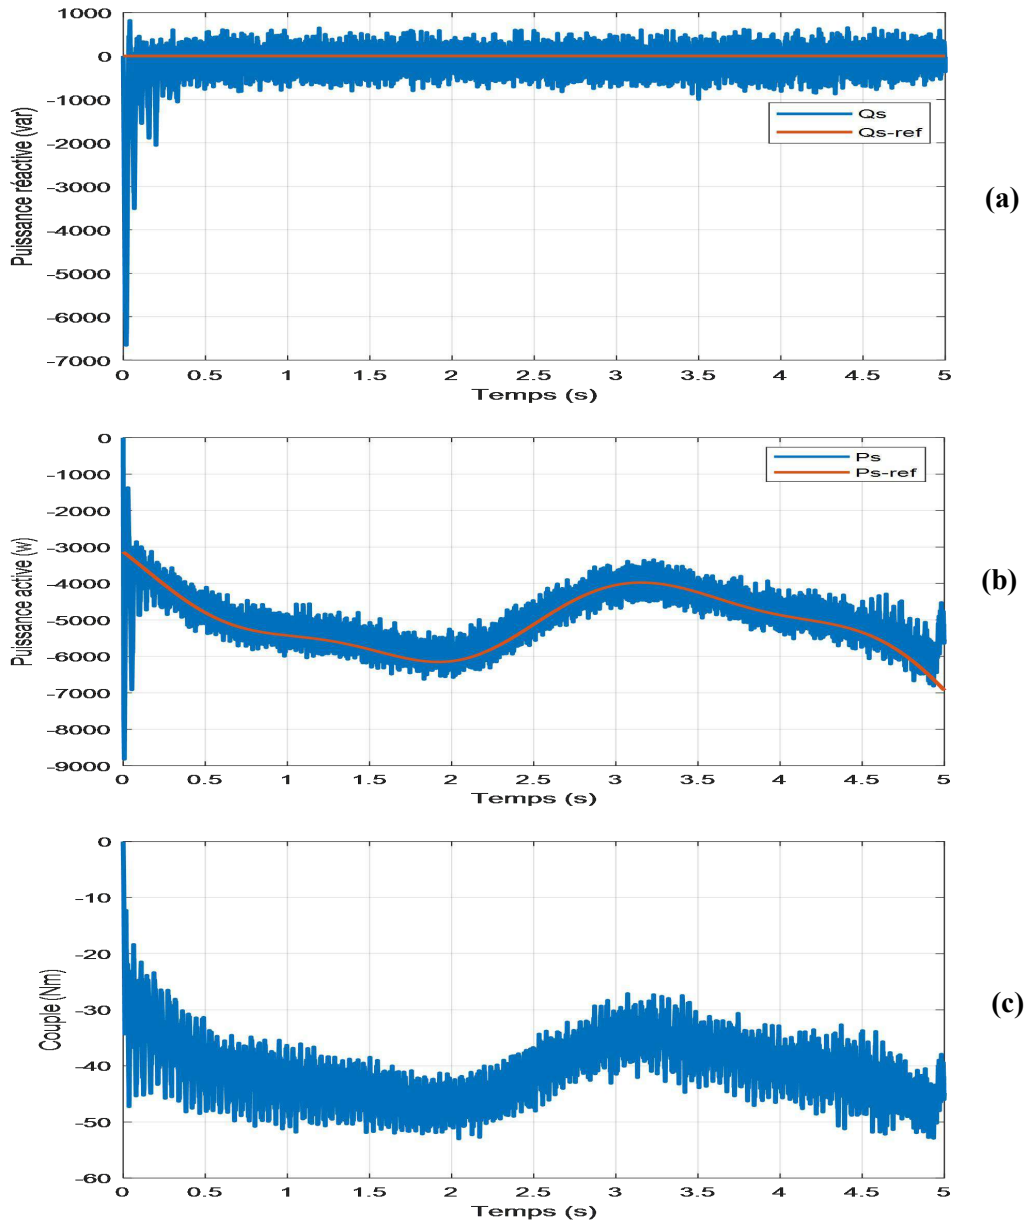 1000
0
-1000
-2000
-3000
-4000
-5000
-6000
-7000
Puissance réactive (var)
Qs
Qs-ref
0 0.5 1 1.5 2 2.5 3 3.5 4 4.5 5
Temps (s)
(a)
0
-1000
-2000
-3000
-4000
-5000
-6000
-7000
-8000
-9000
Puissance active (w)
Ps
Ps-ref
0 0.5 1 1.5 2 2.5 3 3.5 4 4.5 5
Temps (s)
(b)
0
-10
-20
-30
-40
-50
-60
Couple (Nm)
0 0.5 1 1.5 2 2.5 3 3.5 4 4.5 5
Temps (s)
(c)